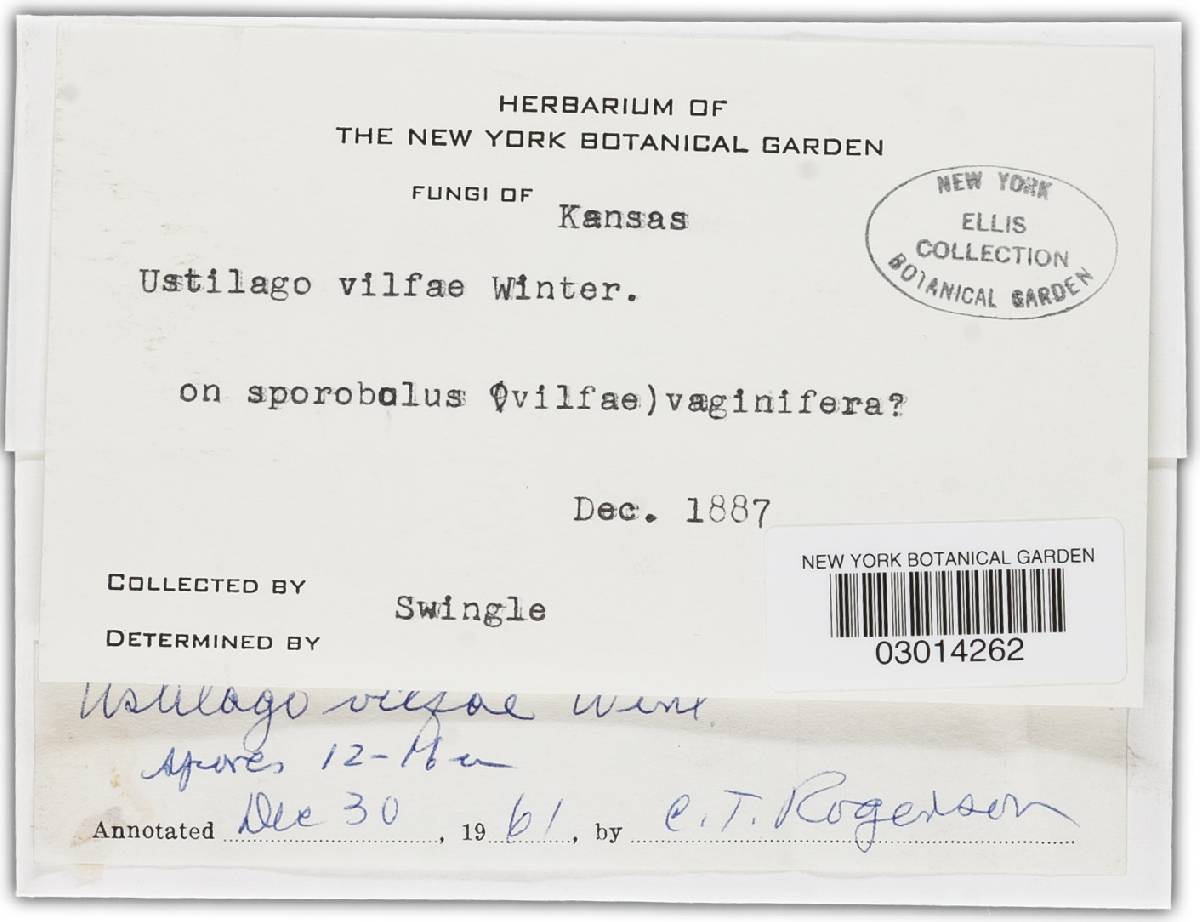 HERBARIUM OF
THE NEW YORK BOTANICAL GARDEN
FUNGI OF Kansas
NEW YORK
ELLIS
COLLECTION
BOTANICAL GARDEN
Ustilago vilfae Winter.
on sporobolus (vilfae)vaginifera?
Dec. 1887
COLLECTED BY Swingle
DETERMINED BY
NEW YORK BOTANICAL GARDEN
03014262
Ustilago vilfae Wint.
spores 12-16 u
Annotated Dec 30, 1961, by C.T. Rogerson